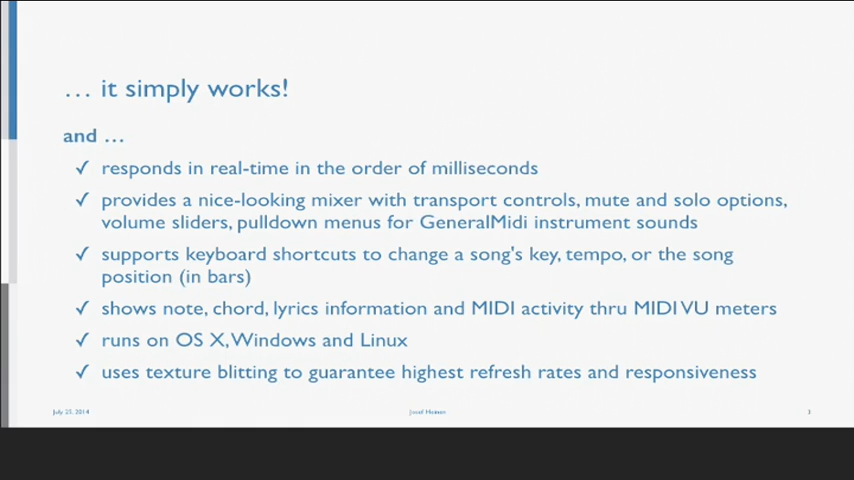 … it simply works!
and …
✓ responds in real-time in the order of milliseconds
✓ provides a nice-looking mixer with transport controls, mute and solo options,
volume sliders, pulldown menus for GeneralMidi instrument sounds
✓ supports keyboard shortcuts to change a song's key, tempo, or the song
position (in bars)
✓ shows note, chord, lyrics information and MIDI activity thru MIDI VU meters
✓ runs on OS X, Windows and Linux
✓ uses texture blitting to guarantee highest refresh rates and responsiveness
July 25, 2014
3